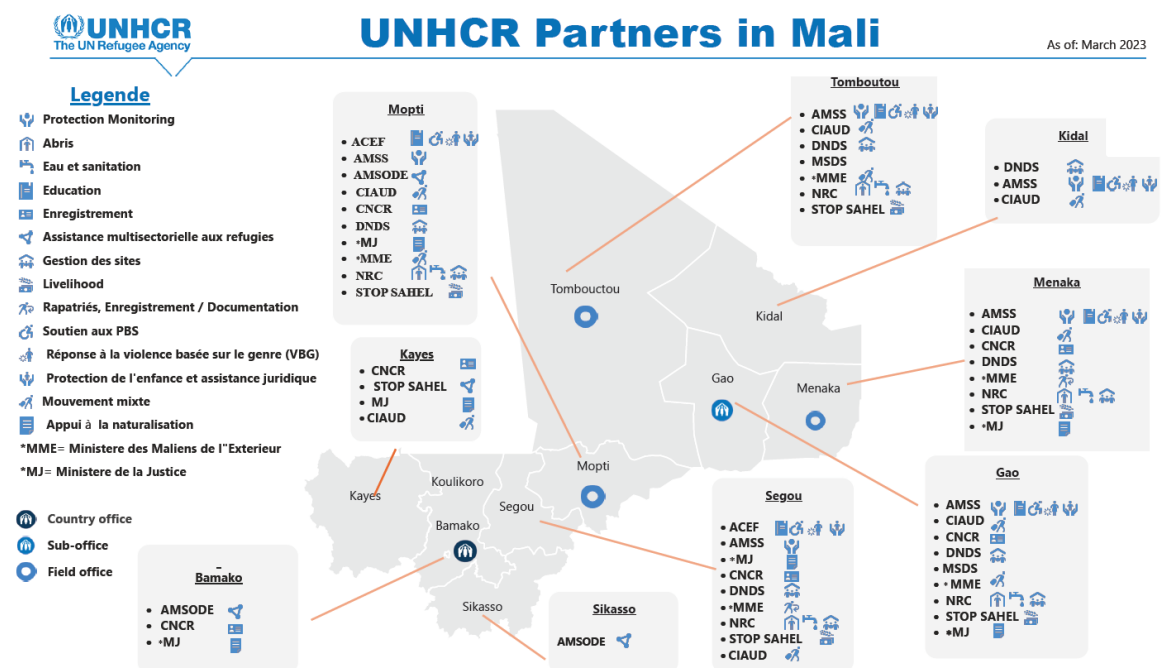 UNHCR
The UN Refugee Agency
UNHCR Partners in Mali
As of: March 2023
Legende
Protection Monitoring
Abris
Eau et sanitation
Education
Enregistrement
Assistance multisectorielle aux refugies
Gestion des sites
Livelihood
Rapatriés, Enregistrement / Documentation
Soutien aux PBS
Réponse à la violence basée sur le genre (VBG)
Protection de l'enfance et assistance juridique
Mouvement mixte
Appui à la naturalisation
*MME= Ministere des Maliens de l"Exterieur
*MJ= Ministere de la Justice
Country office
Sub-office
Field office
Mopti
• ACEF
• AMSS
• AMSODE
• CIAUD
• CNCR
• DNDS
• *MJ
• *MME
• NRC
• STOP SAHEL
Kayes
• CNCR
• STOP SAHEL
• MJ
• CIAUD
Tomboutou
• AMSS
• CIAUD
• DNDS
• MSDS
• *MME
• NRC
• STOP SAHEL
Kidal
• DNDS
• AMSS
• CIAUD
Menaka
• AMSS
• CIAUD
• CNCR
• DNDS
• *MME
• NRC
• STOP SAHEL
• *MJ
Gao
• AMSS
• CIAUD
• CNCR
• DNDS
• MSDS
• *MME
• NRC
• STOP SAHEL
• *MJ
Segou
• ACEF
• AMSS
• *MJ
• CNCR
• DNDS
• *MME
• NRC
• STOP SAHEL
• CIAUD
Sikasso
AMSODE
Bamako
• AMSODE
• CNCR
• *MJ
Tombouctou
Kidal
Gao
Menaka
Mopti
Koulikoro
Kayes
Segou
Bamako
Sikasso